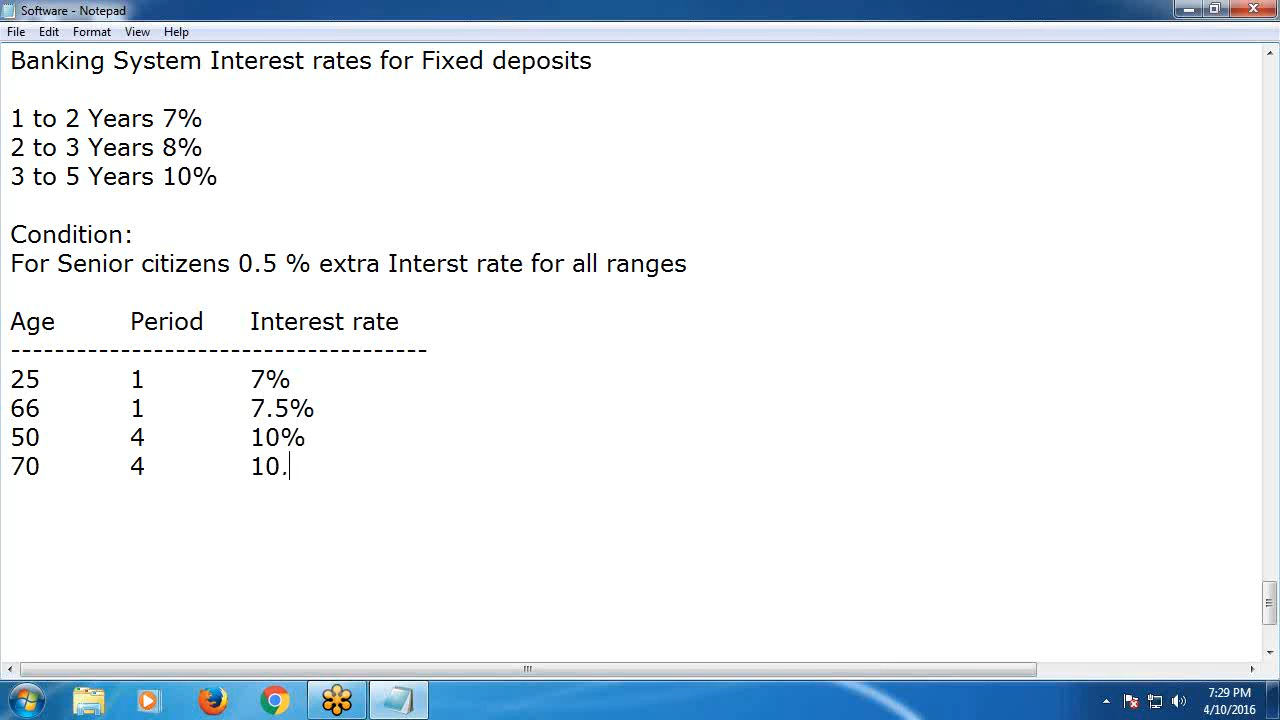 Software - Notepad
File Edit Format View Help
Banking System Interest rates for Fixed deposits
1 to 2 Years 7%
2 to 3 Years 8%
3 to 5 Years 10%
Condition:
For Senior citizens 0.5 % extra Interst rate for all ranges
Age Period Interest rate
--------------------------------------
25 1 7%
66 1 7.5%
50 4 10%
70 4 10.
7:29 PM
4/10/2016